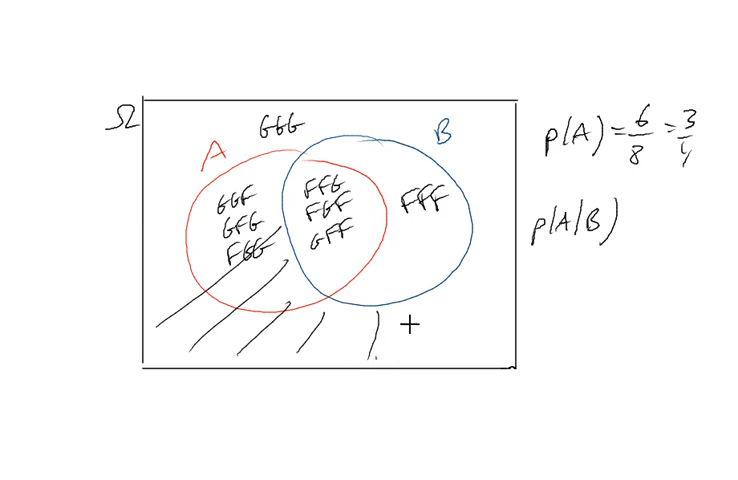 Ω
GGG
B
A
GGF
GFG
FGG
FFG
FGF
GFF
FFF
p(A) = 6/8 = 3/4
p(A|B)